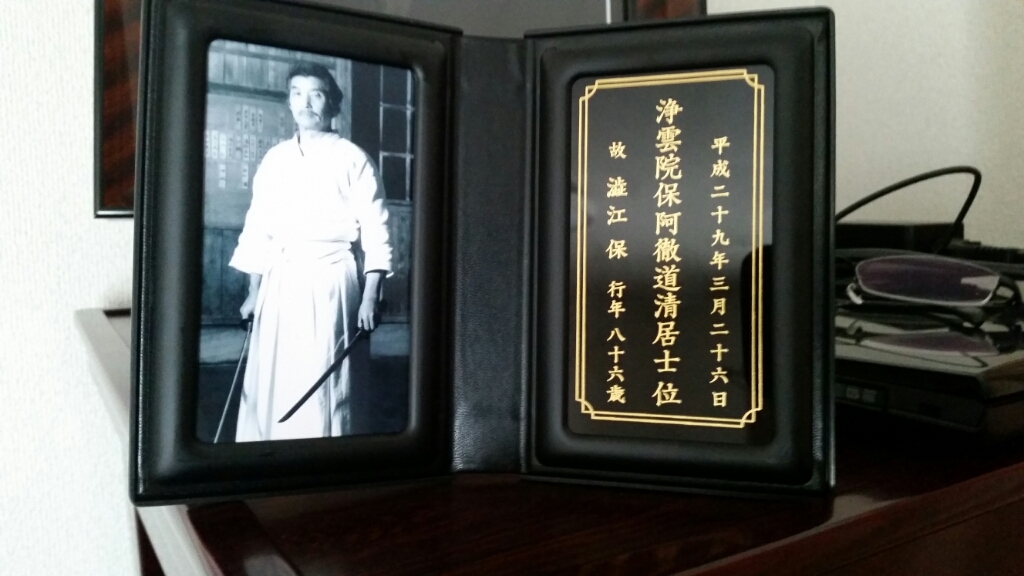 平成二十九年三月二十六日
浄雲院保阿徹道清居士位
故 澁江保 行年八十六歳